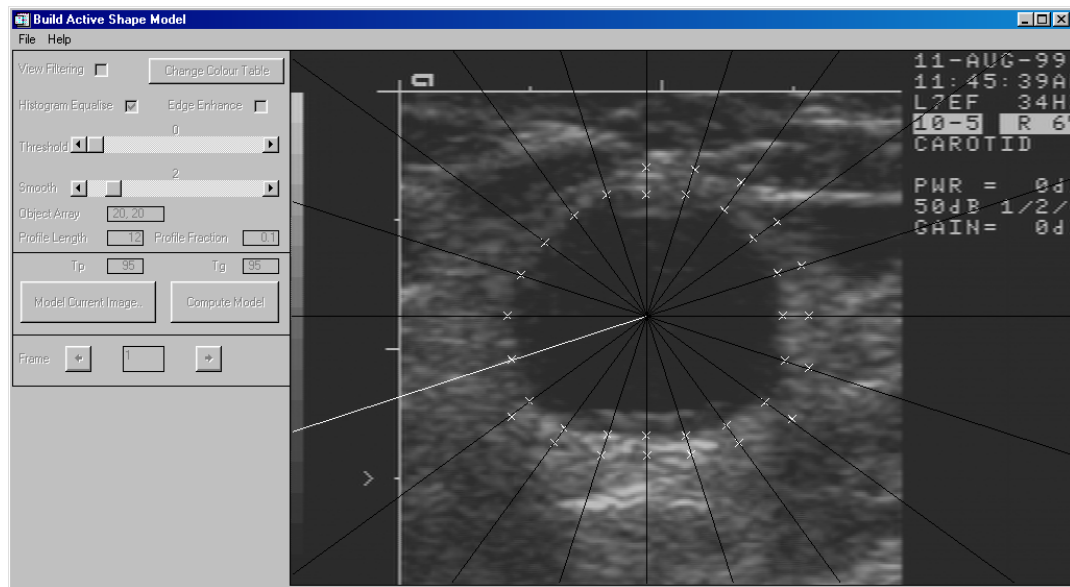 Build Active Shape Model
File Help
View Filtering Change Colour Table
Histogram Equalise Edge Enhance
0
Threshold
2
Smooth
Object Array 20, 20
Profile Length 12 Profile Fraction 0.1
Tp 95 Tg 95
Model Current Image.. Compute Model
Frame 1
11-AUG-99
11:45:39A
L7EF 34H
10-5 R 6
CAROTID
PWR = 0d
50dB 1/2/
GAIN= 0d